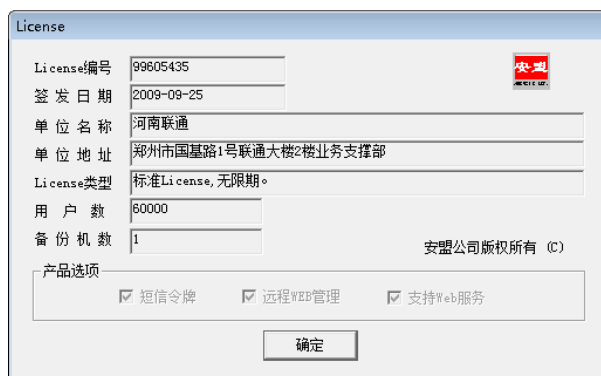 License
License编号 99605435
安盟
签发日期 2009-09-25
单位名称 河南联通
单位地址 郑州市国基路1号联通大楼2楼业务支撑部
License类型 标准License,无限期。
用户数 60000
备份机数 1
安盟公司版权所有 (C)
产品选项
短信令牌 远程WEB管理 支持Web服务
确定